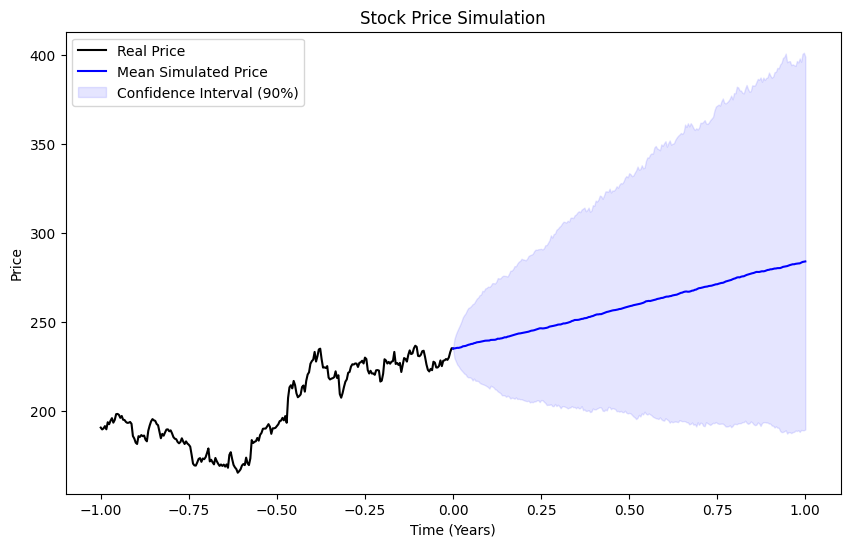 Stock Price Simulation
Real Price
Mean Simulated Price
Confidence Interval (90%)
Price
400
350
300
250
200
−1.00 −0.75 −0.50 −0.25 0.00 0.25 0.50 0.75 1.00
Time (Years)